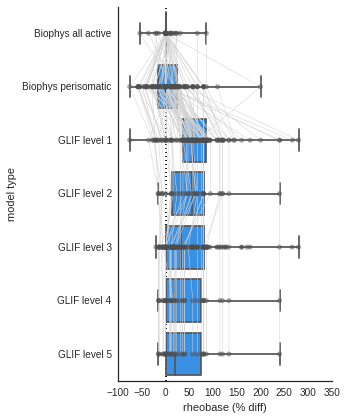 Biophys all active
Biophys perisomatic
GLIF level 1
GLIF level 2
GLIF level 3
GLIF level 4
GLIF level 5
model type
−100 −50 0 50 100 150 200 250 300 350
rheobase (% diff)